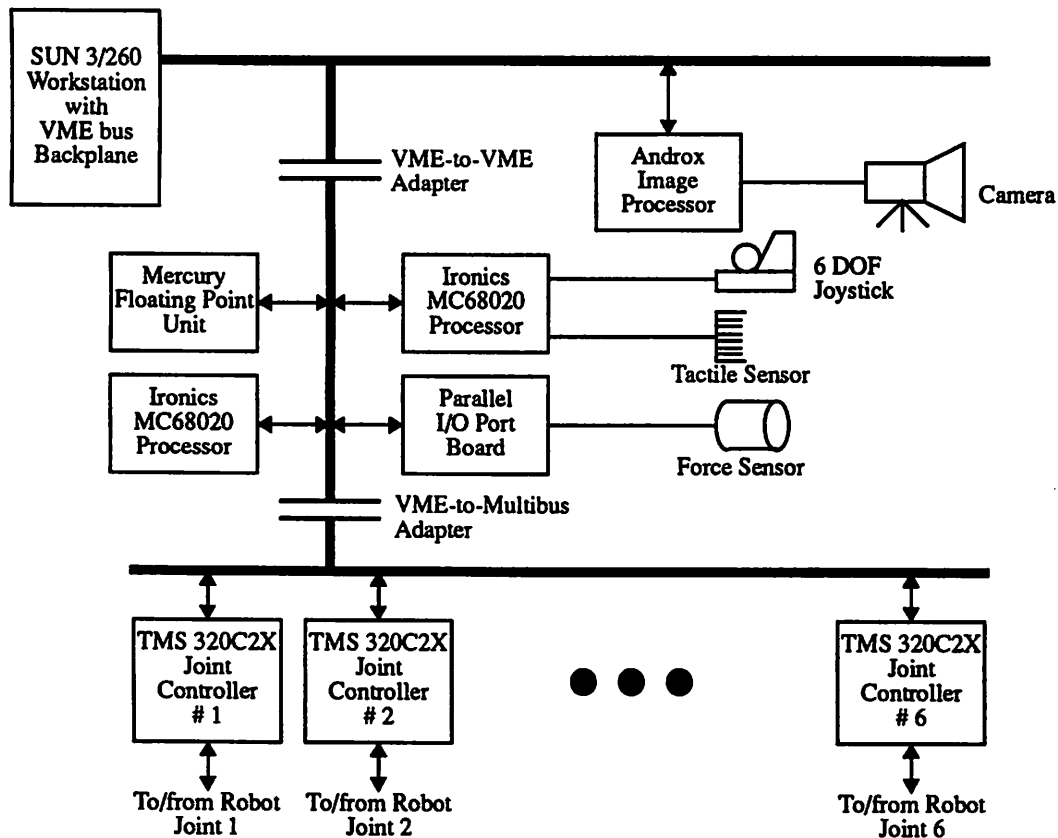 SUN 3/260
Workstation
with
VME bus
Backplane
VME-to-VME
Adapter
Androx
Image
Processor
Camera
Mercury
Floating Point
Unit
Ironics
MC68020
Processor
6 DOF
Joystick
Tactile Sensor
Ironics
MC68020
Processor
Parallel
I/O Port
Board
Force Sensor
VME-to-Multibus
Adapter
TMS 320C2X
Joint
Controller
# 1
TMS 320C2X
Joint
Controller
# 2
TMS 320C2X
Joint
Controller
# 6
To/from Robot
Joint 1
To/from Robot
Joint 2
To/from Robot
Joint 6